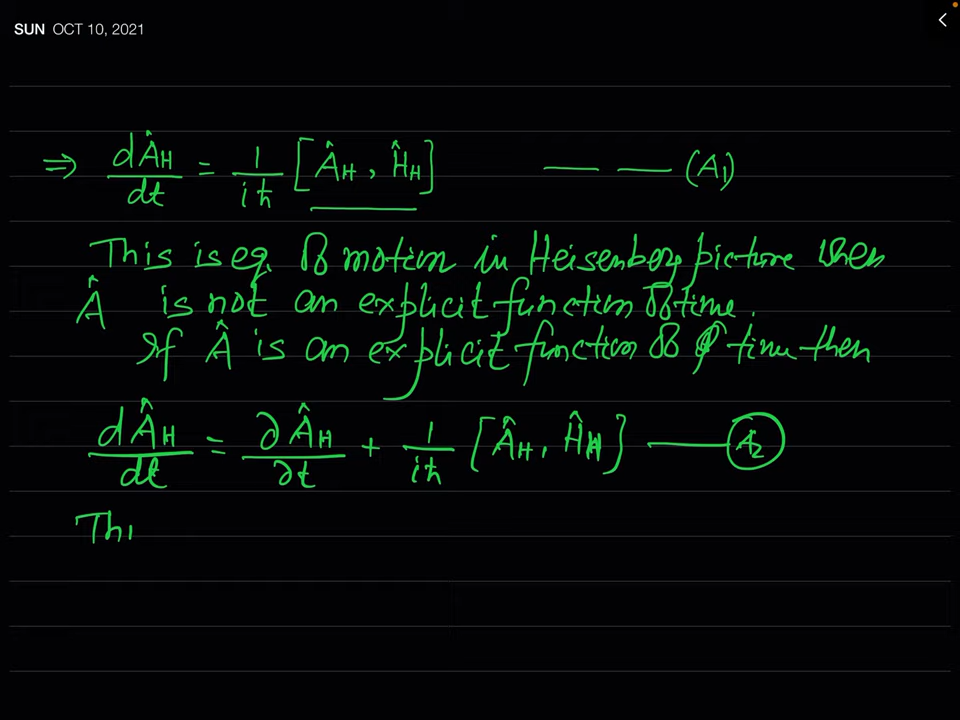 SUN OCT 10, 2021
⇒ dÂ_H/dt = 1/iħ [Â_H, Ĥ_H] —— —— (A1)
This is eq. of motion in Heisenberg picture when
Â is not an explicit function of time.
If Â is an explicit function of time then
dÂ_H/dt = ∂Â_H/∂t + 1/iħ [Â_H, Ĥ_H] —— A2
Thi